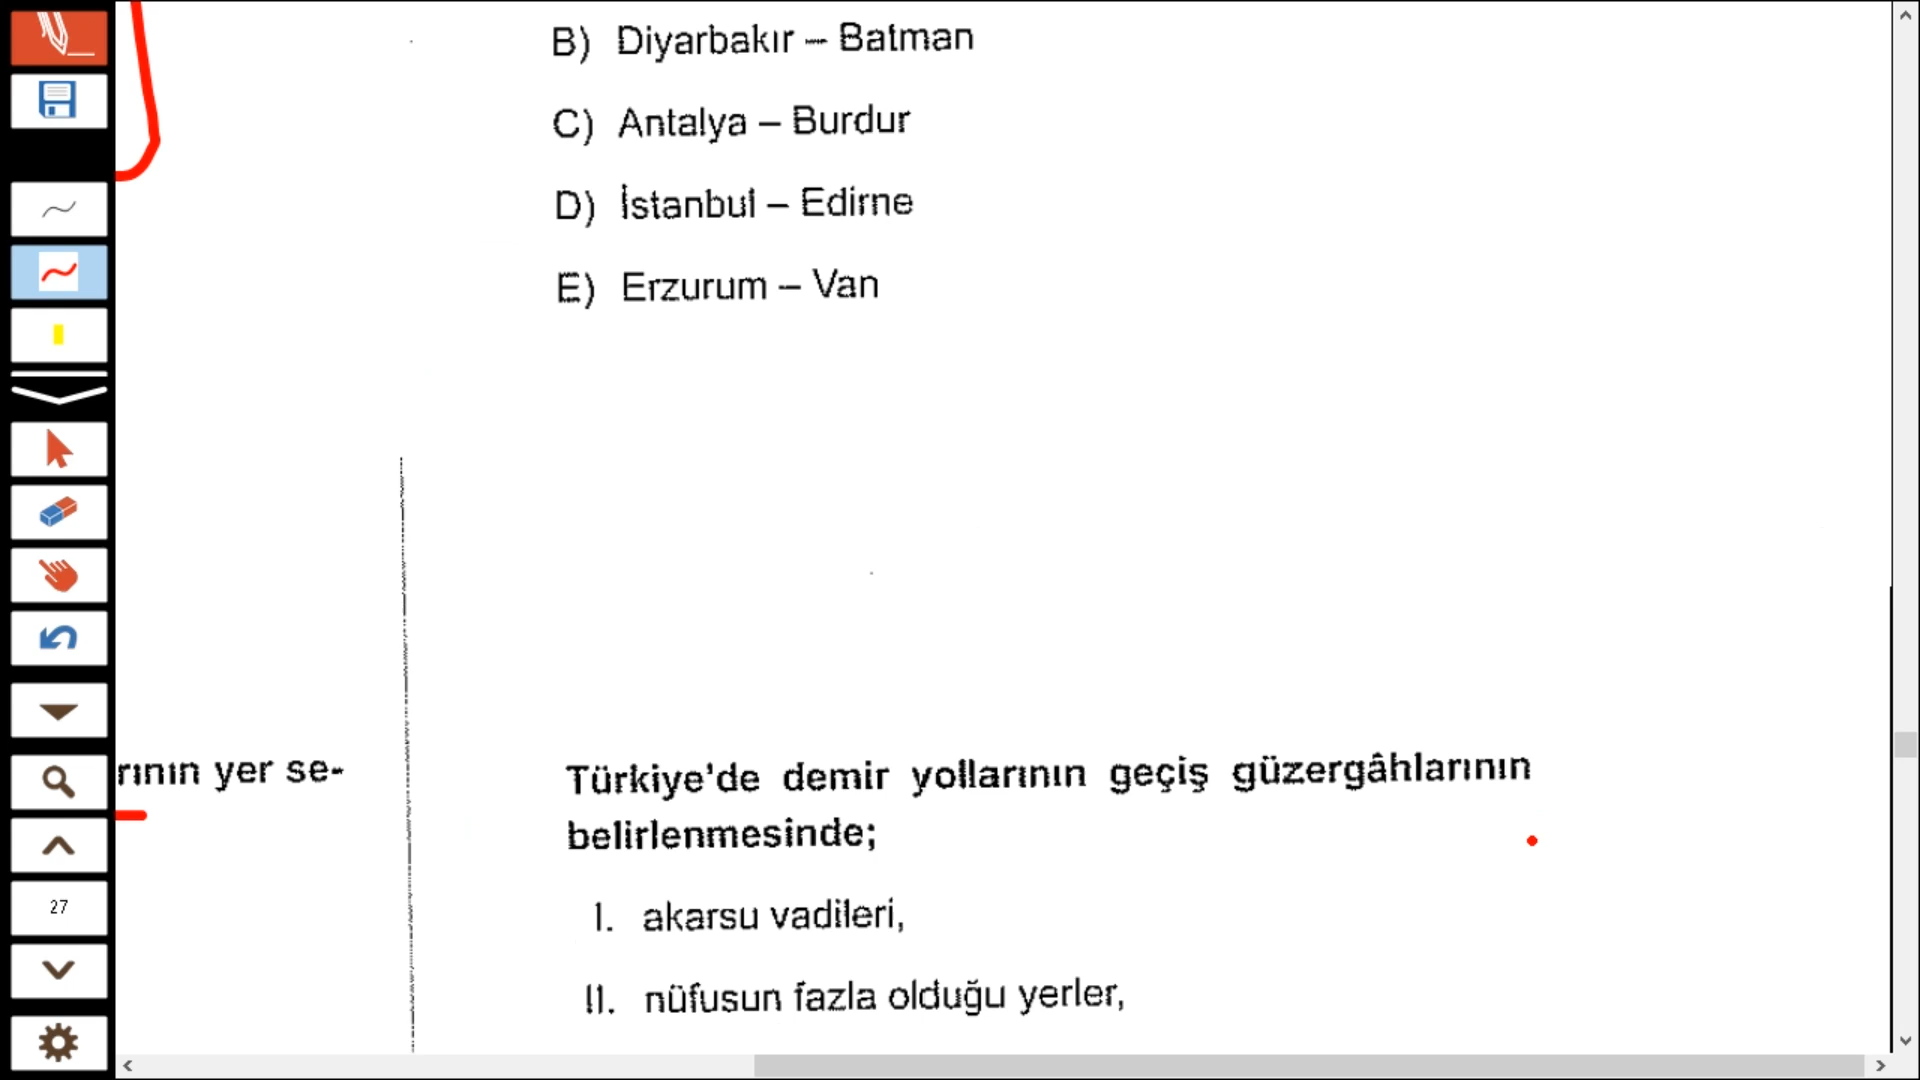 B) Diyarbakır – Batman
C) Antalya – Burdur
D) İstanbul – Edirne
E) Erzurum – Van
rının yer se-
Türkiye'de demir yollarının geçiş güzergâhlarının
belirlenmesinde;
I. akarsu vadileri,
II. nüfusun fazla olduğu yerler,
27